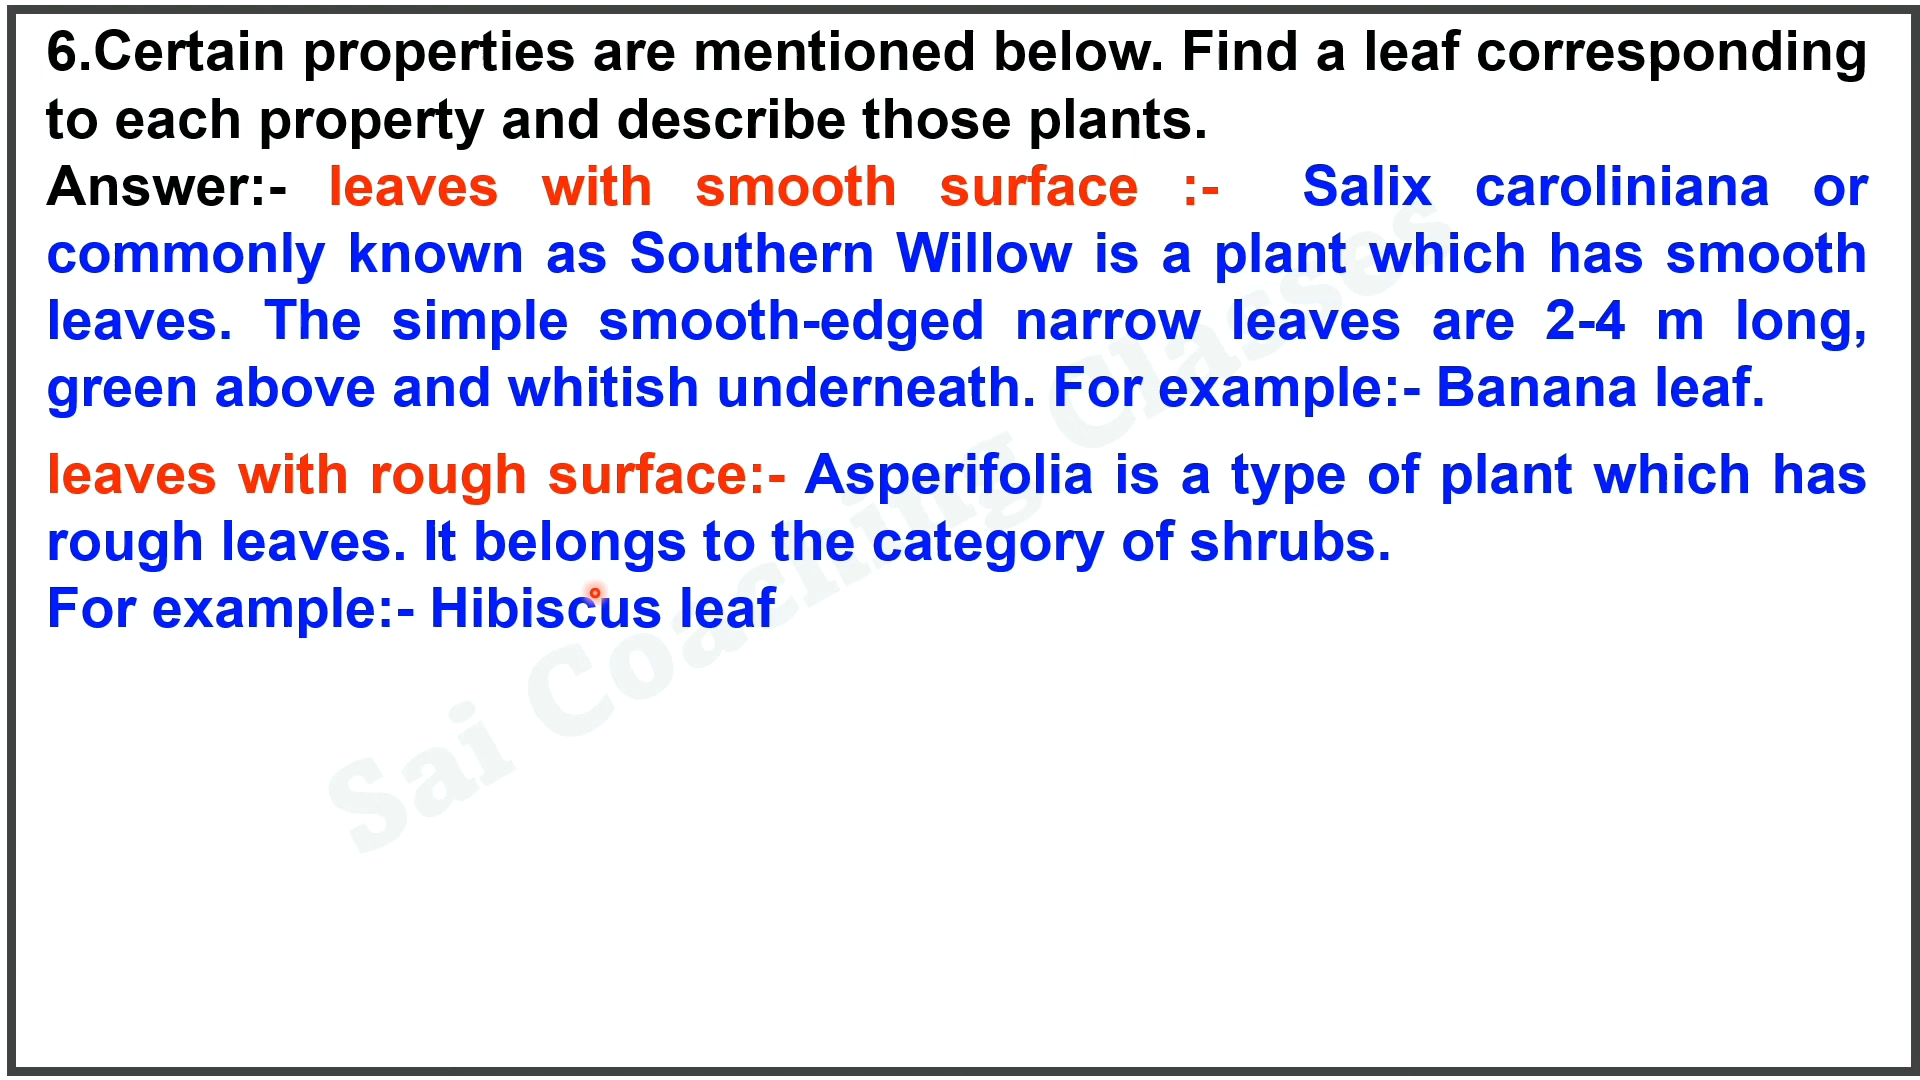 6.Certain properties are mentioned below. Find a leaf corresponding
to each property and describe those plants.
Answer:- leaves with smooth surface :- Salix caroliniana or
commonly known as Southern Willow is a plant which has smooth
leaves. The simple smooth-edged narrow leaves are 2-4 m long,
green above and whitish underneath. For example:- Banana leaf.
leaves with rough surface:- Asperifolia is a type of plant which has
rough leaves. It belongs to the category of shrubs.
For example:- Hibiscus leaf
Sai Coaching Classes